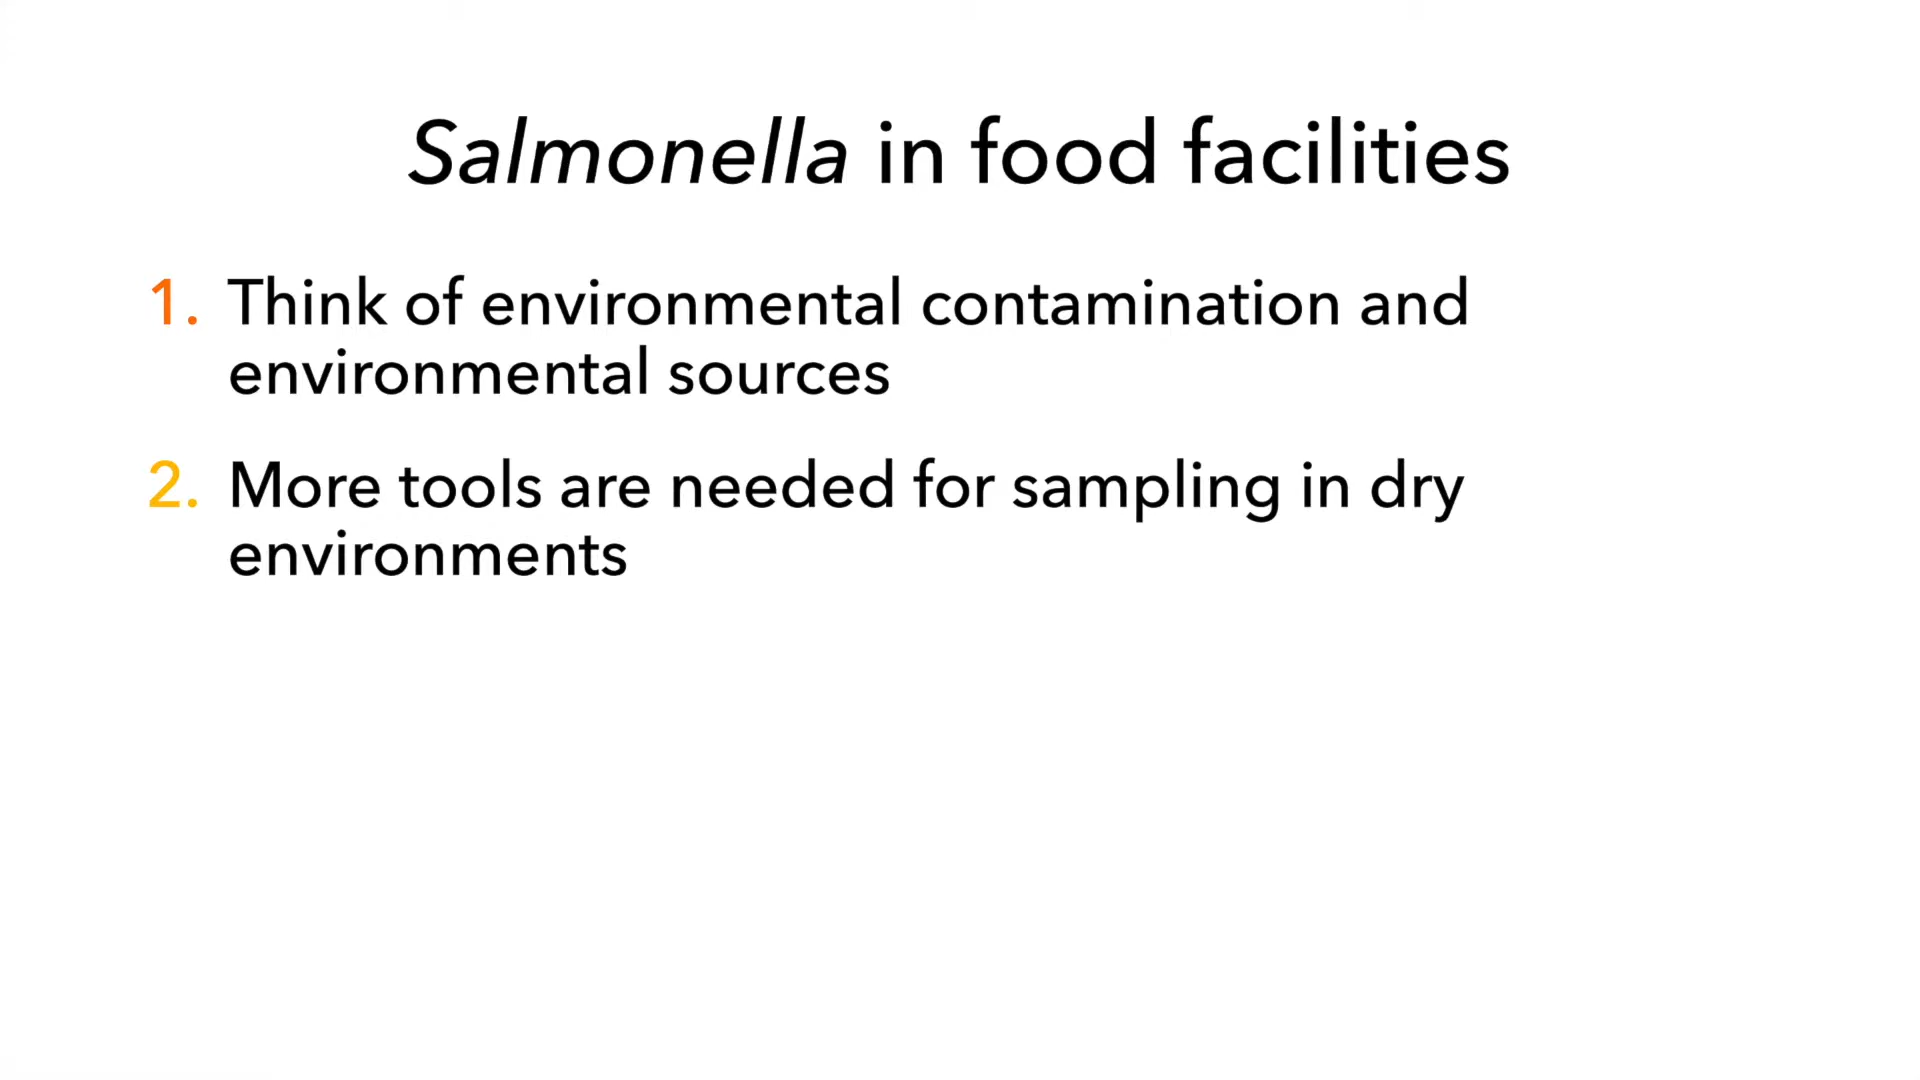 Salmonella in food facilities
1. Think of environmental contamination and
environmental sources
2. More tools are needed for sampling in dry
environments